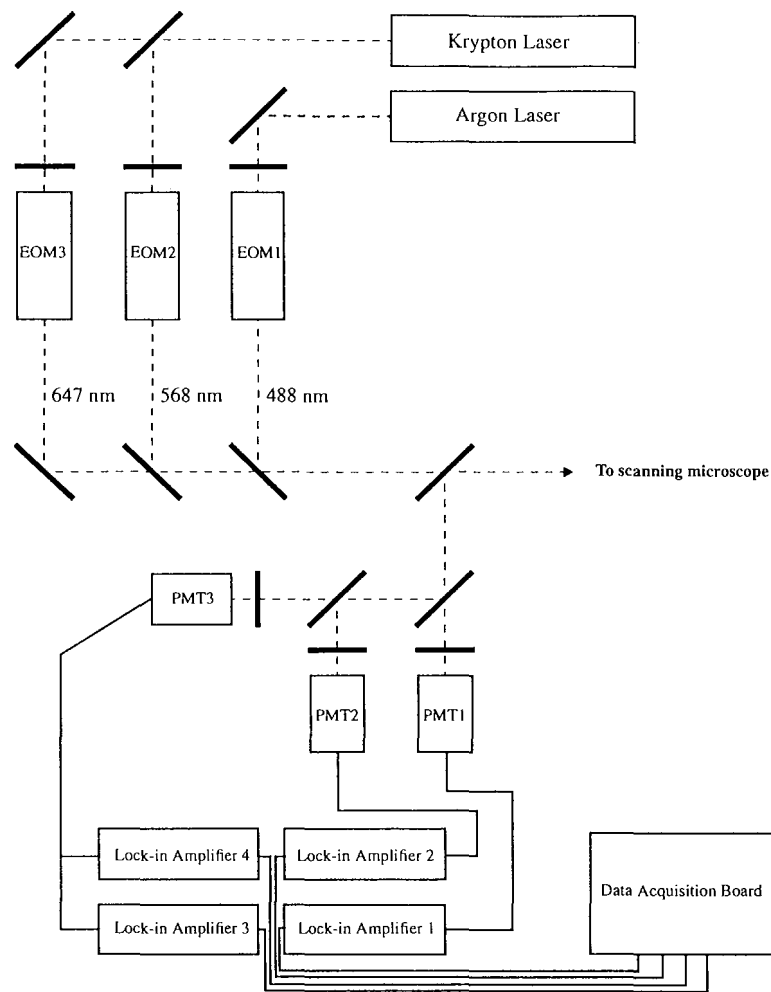 Krypton Laser
Argon Laser
EOM3
EOM2
EOM1
647 nm
568 nm
488 nm
To scanning microscope
PMT3
PMT2
PMT1
Lock-in Amplifier 4
Lock-in Amplifier 2
Data Acquisition Board
Lock-in Amplifier 3
Lock-in Amplifier 1